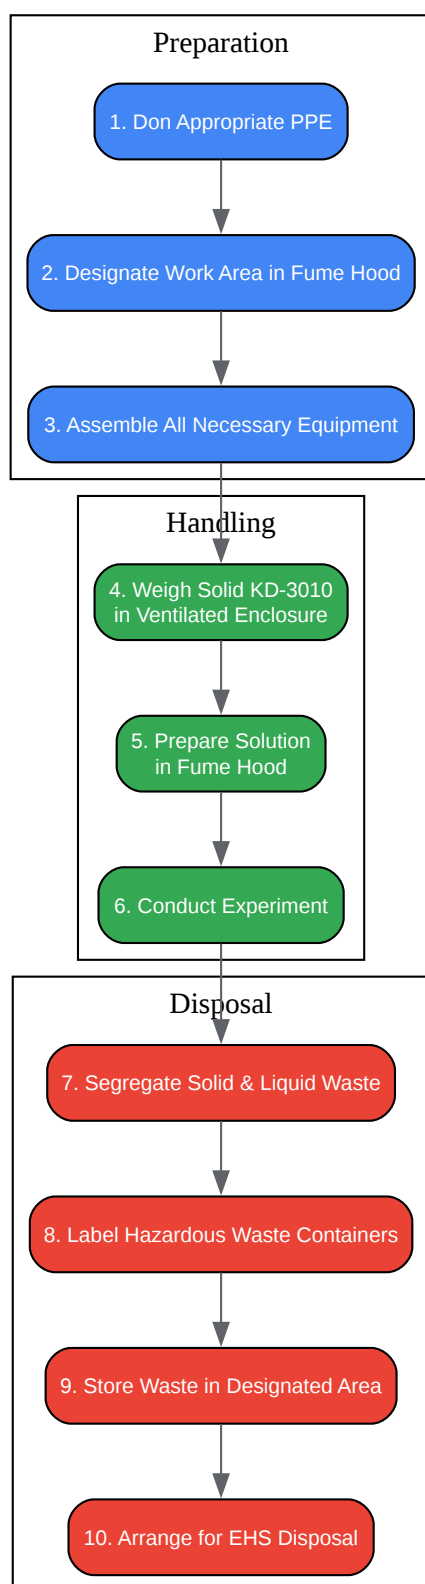 Preparation
1. Don Appropriate PPE
2. Designate Work Area in Fume Hood
3. Assemble All Necessary Equipment
Handling
4. Weigh Solid KD-3010
in Ventilated Enclosure
5. Prepare Solution
in Fume Hood
6. Conduct Experiment
Disposal
7. Segregate Solid & Liquid Waste
8. Label Hazardous Waste Containers
9. Store Waste in Designated Area
10. Arrange for EHS Disposal